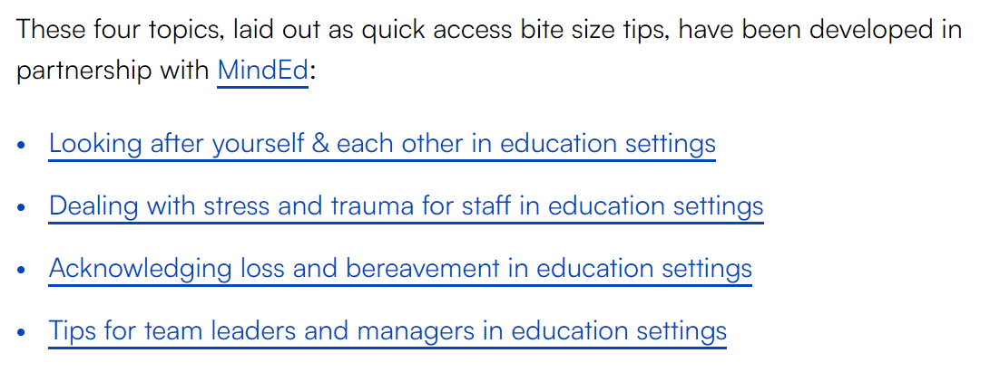 These four topics, laid out as quick access bite size tips, have been developed in
partnership with MindEd:
• Looking after yourself & each other in education settings
• Dealing with stress and trauma for staff in education settings
• Acknowledging loss and bereavement in education settings
• Tips for team leaders and managers in education settings